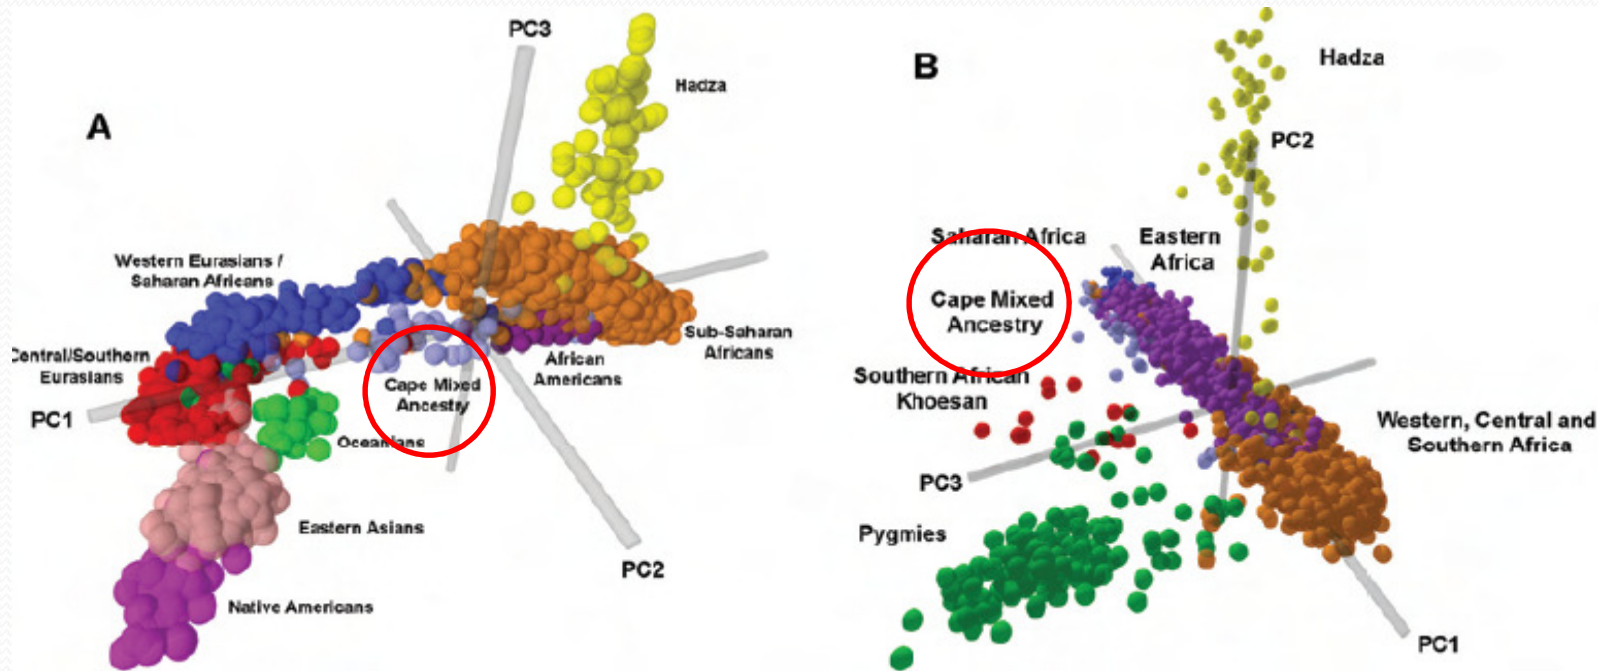 A
PC3
Hadza
Western Eurasians /
Saharan Africans
Central/Southern
Eurasians
PC1
Cape Mixed
Ancestry
African
Americans
Sub-Saharan
Africans
Oceanians
Eastern Asians
PC2
Native Americans
B
Hadza
PC2
Saharan Africa
Eastern
Africa
Cape Mixed
Ancestry
Southern African
Khoesan
Western, Central and
Southern Africa
PC3
Pygmies
PC1